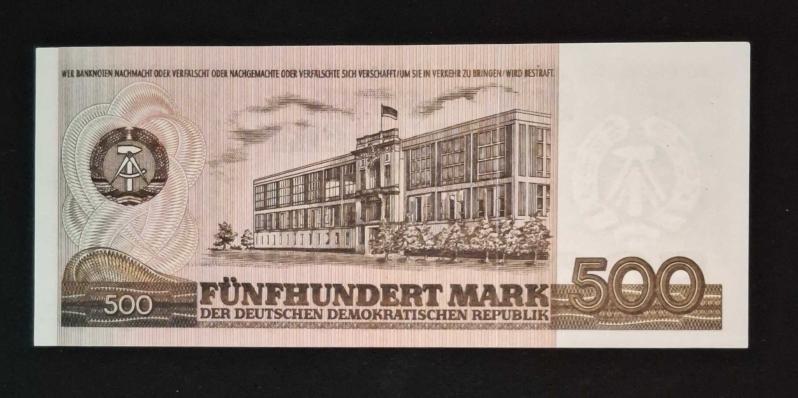 WER BANKNOTEN NACHMACHT ODER VERFÄLSCHT ODER NACHGEMACHTE ODER VERFÄLSCHTE SICH VERSCHAFFT/UM SIE IN VERKEHR ZU BRINGEN/WIRD BESTRAFT.
500
FÜNFHUNDERT MARK
DER DEUTSCHEN DEMOKRATISCHEN REPUBLIK
500